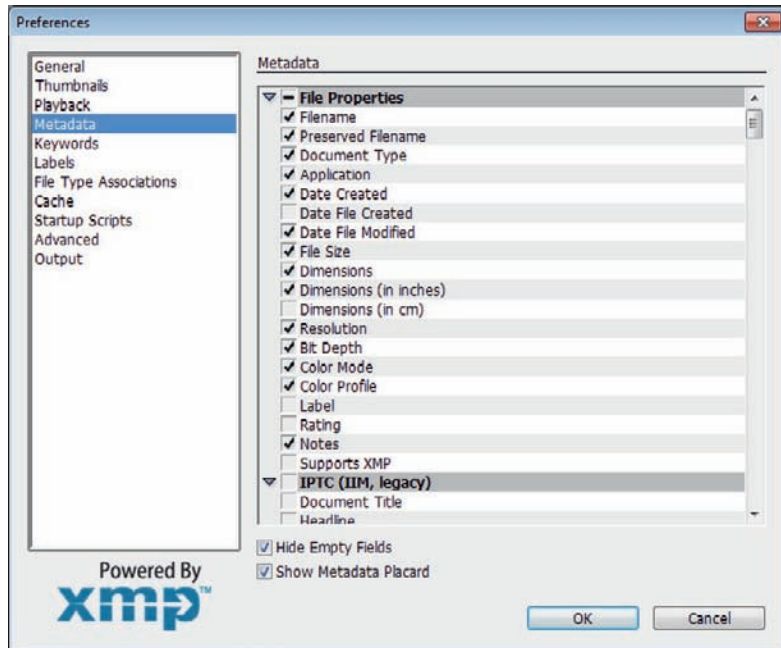 Preferences
General
Thumbnails
Playback
Metadata
Keywords
Labels
File Type Associations
Cache
Startup Scripts
Advanced
Output
Powered By
xmp™
Metadata
File Properties
Filename
Preserved Filename
Document Type
Application
Date Created
Date File Created
Date File Modified
File Size
Dimensions
Dimensions (in inches)
Dimensions (in cm)
Resolution
Bit Depth
Color Mode
Color Profile
Label
Rating
Notes
Supports XMP
IPTC (IIM, legacy)
Document Title
Headline
Hide Empty Fields
Show Metadata Placard
OK
Cancel